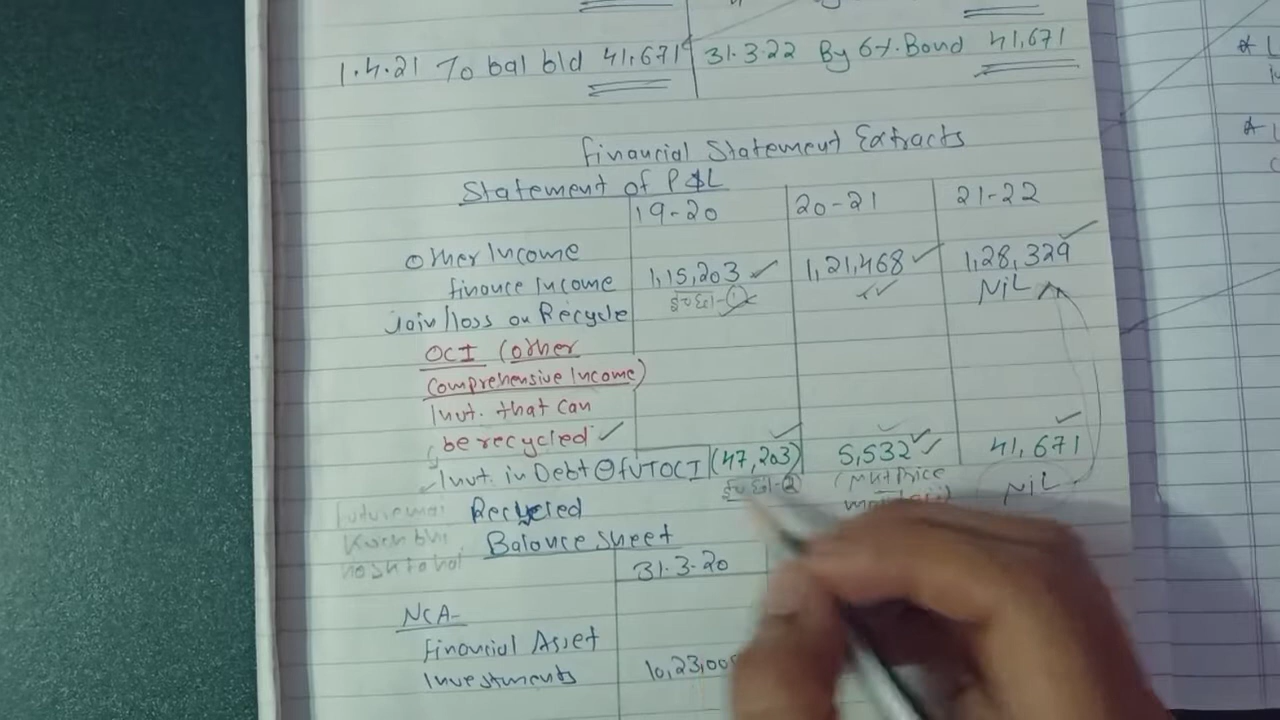 1.4.21 To bal b/d 41,671 31.3.22 By 6%.Bond 41,671
Financial Statement Extracts
Statement of P&L
19-20 20-21 21-22
Other Income
finance Income 1,15,203 ✓ 1,21,468 ✓ 1,28,329 ✓
Gain/loss on Recycle NiL
OCI (other
Comprehensive Income)
Invt. that can
be recycled ✓
Invt. in Debt @ FVTOCI (47,203) 5,532 ✓ 41,671
(Mkt Price
Recycled NiL
Balance sheet
31.3.20
NCA
Financial Asset
Investments 10,23,00